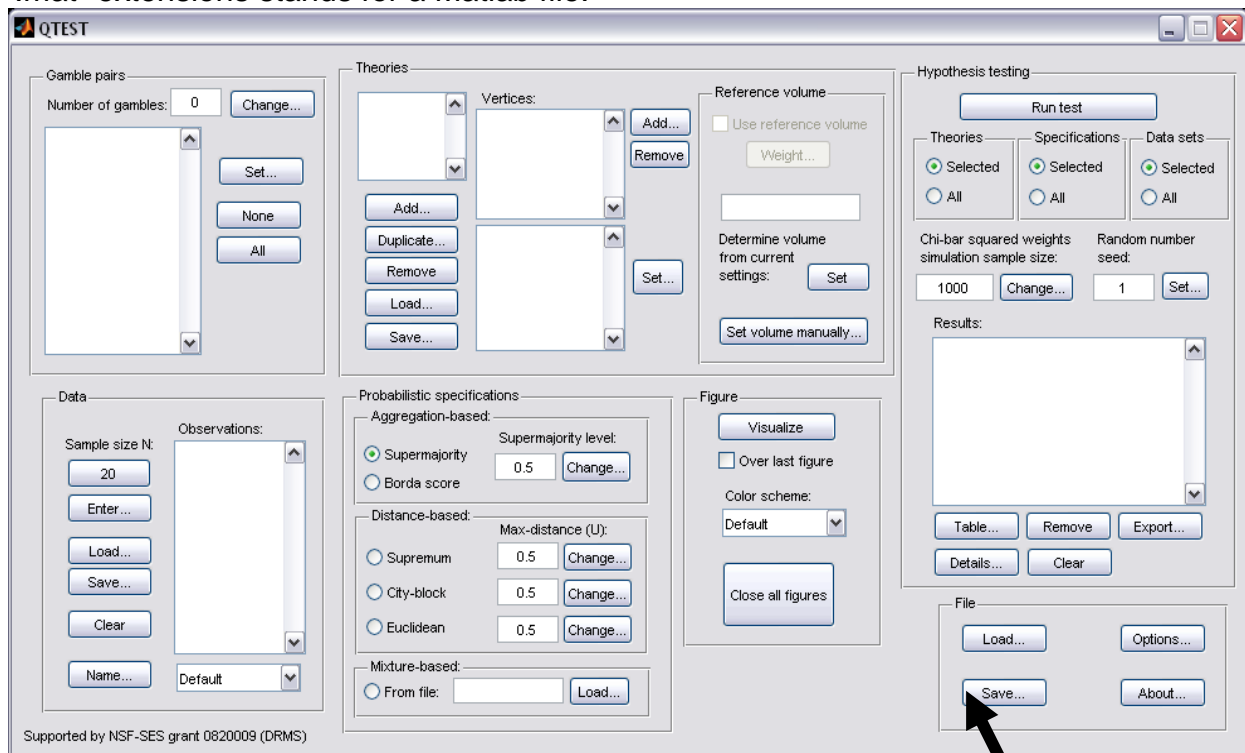 QTEST
Gamble pairs
Number of gambles: 0 Change...
Set...
None
All
Theories
Vertices:
Add...
Remove
Add...
Duplicate...
Remove
Load...
Save...
Set...
Reference volume
Use reference volume
Weight...
Determine volume
from current
settings: Set
Set volume manually...
Hypothesis testing
Run test
Theories
Selected
All
Specifications
Selected
All
Data sets
Selected
All
Chi-bar squared weights
simulation sample size:
1000 Change...
Random number
seed:
1 Set...
Results:
Table... Remove Export...
Details... Clear
Data
Sample size N:
20
Enter...
Load...
Save...
Clear
Name...
Observations:
Default
Probabilistic specifications
Aggregation-based:
Supermajority level:
Supermajority 0.5 Change...
Borda score
Distance-based:
Max-distance (U):
Supremum 0.5 Change...
City-block 0.5 Change...
Euclidean 0.5 Change...
Mixture-based:
From file: Load...
Figure
Visualize
Over last figure
Color scheme:
Default
Close all figures
File
Load... Options...
Save... About...
Supported by NSF-SES grant 0820009 (DRMS)